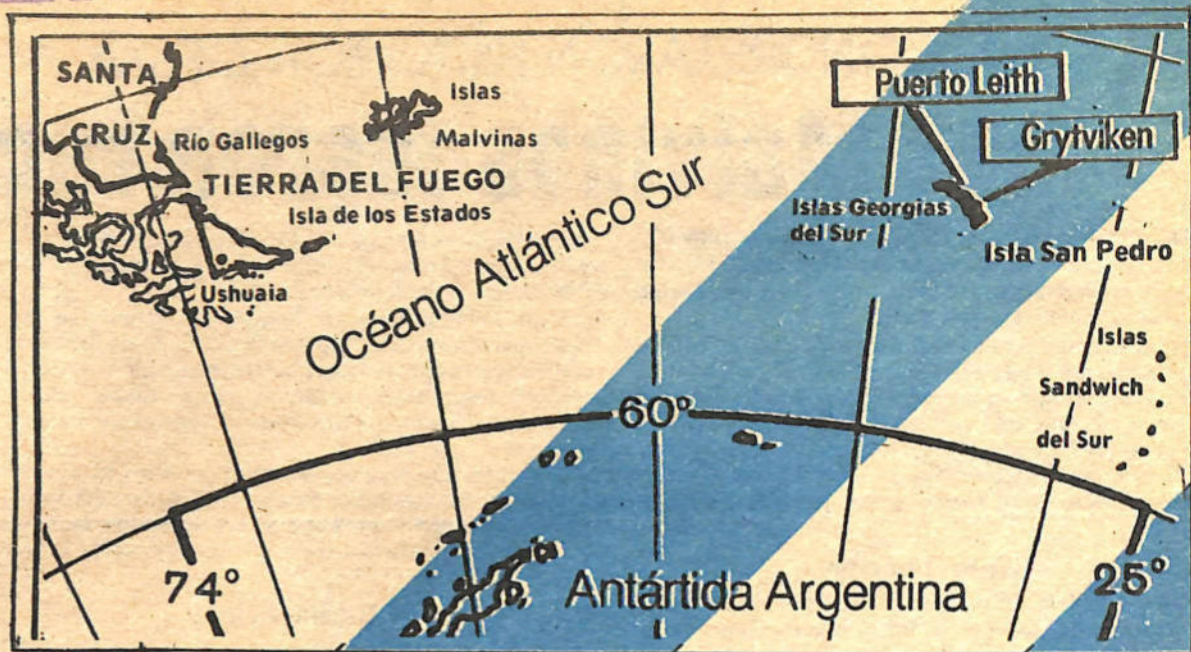 SANTA
CRUZ
Río Gallegos
Islas
Malvinas
TIERRA DEL FUEGO
Isla de los Estados
Ushuaia
Océano Atlántico Sur
Puerto Leith
Grytviken
Islas Georgias
del Sur
Isla San Pedro
Islas
Sandwich
del Sur
60°
74°
25°
Antártida Argentina